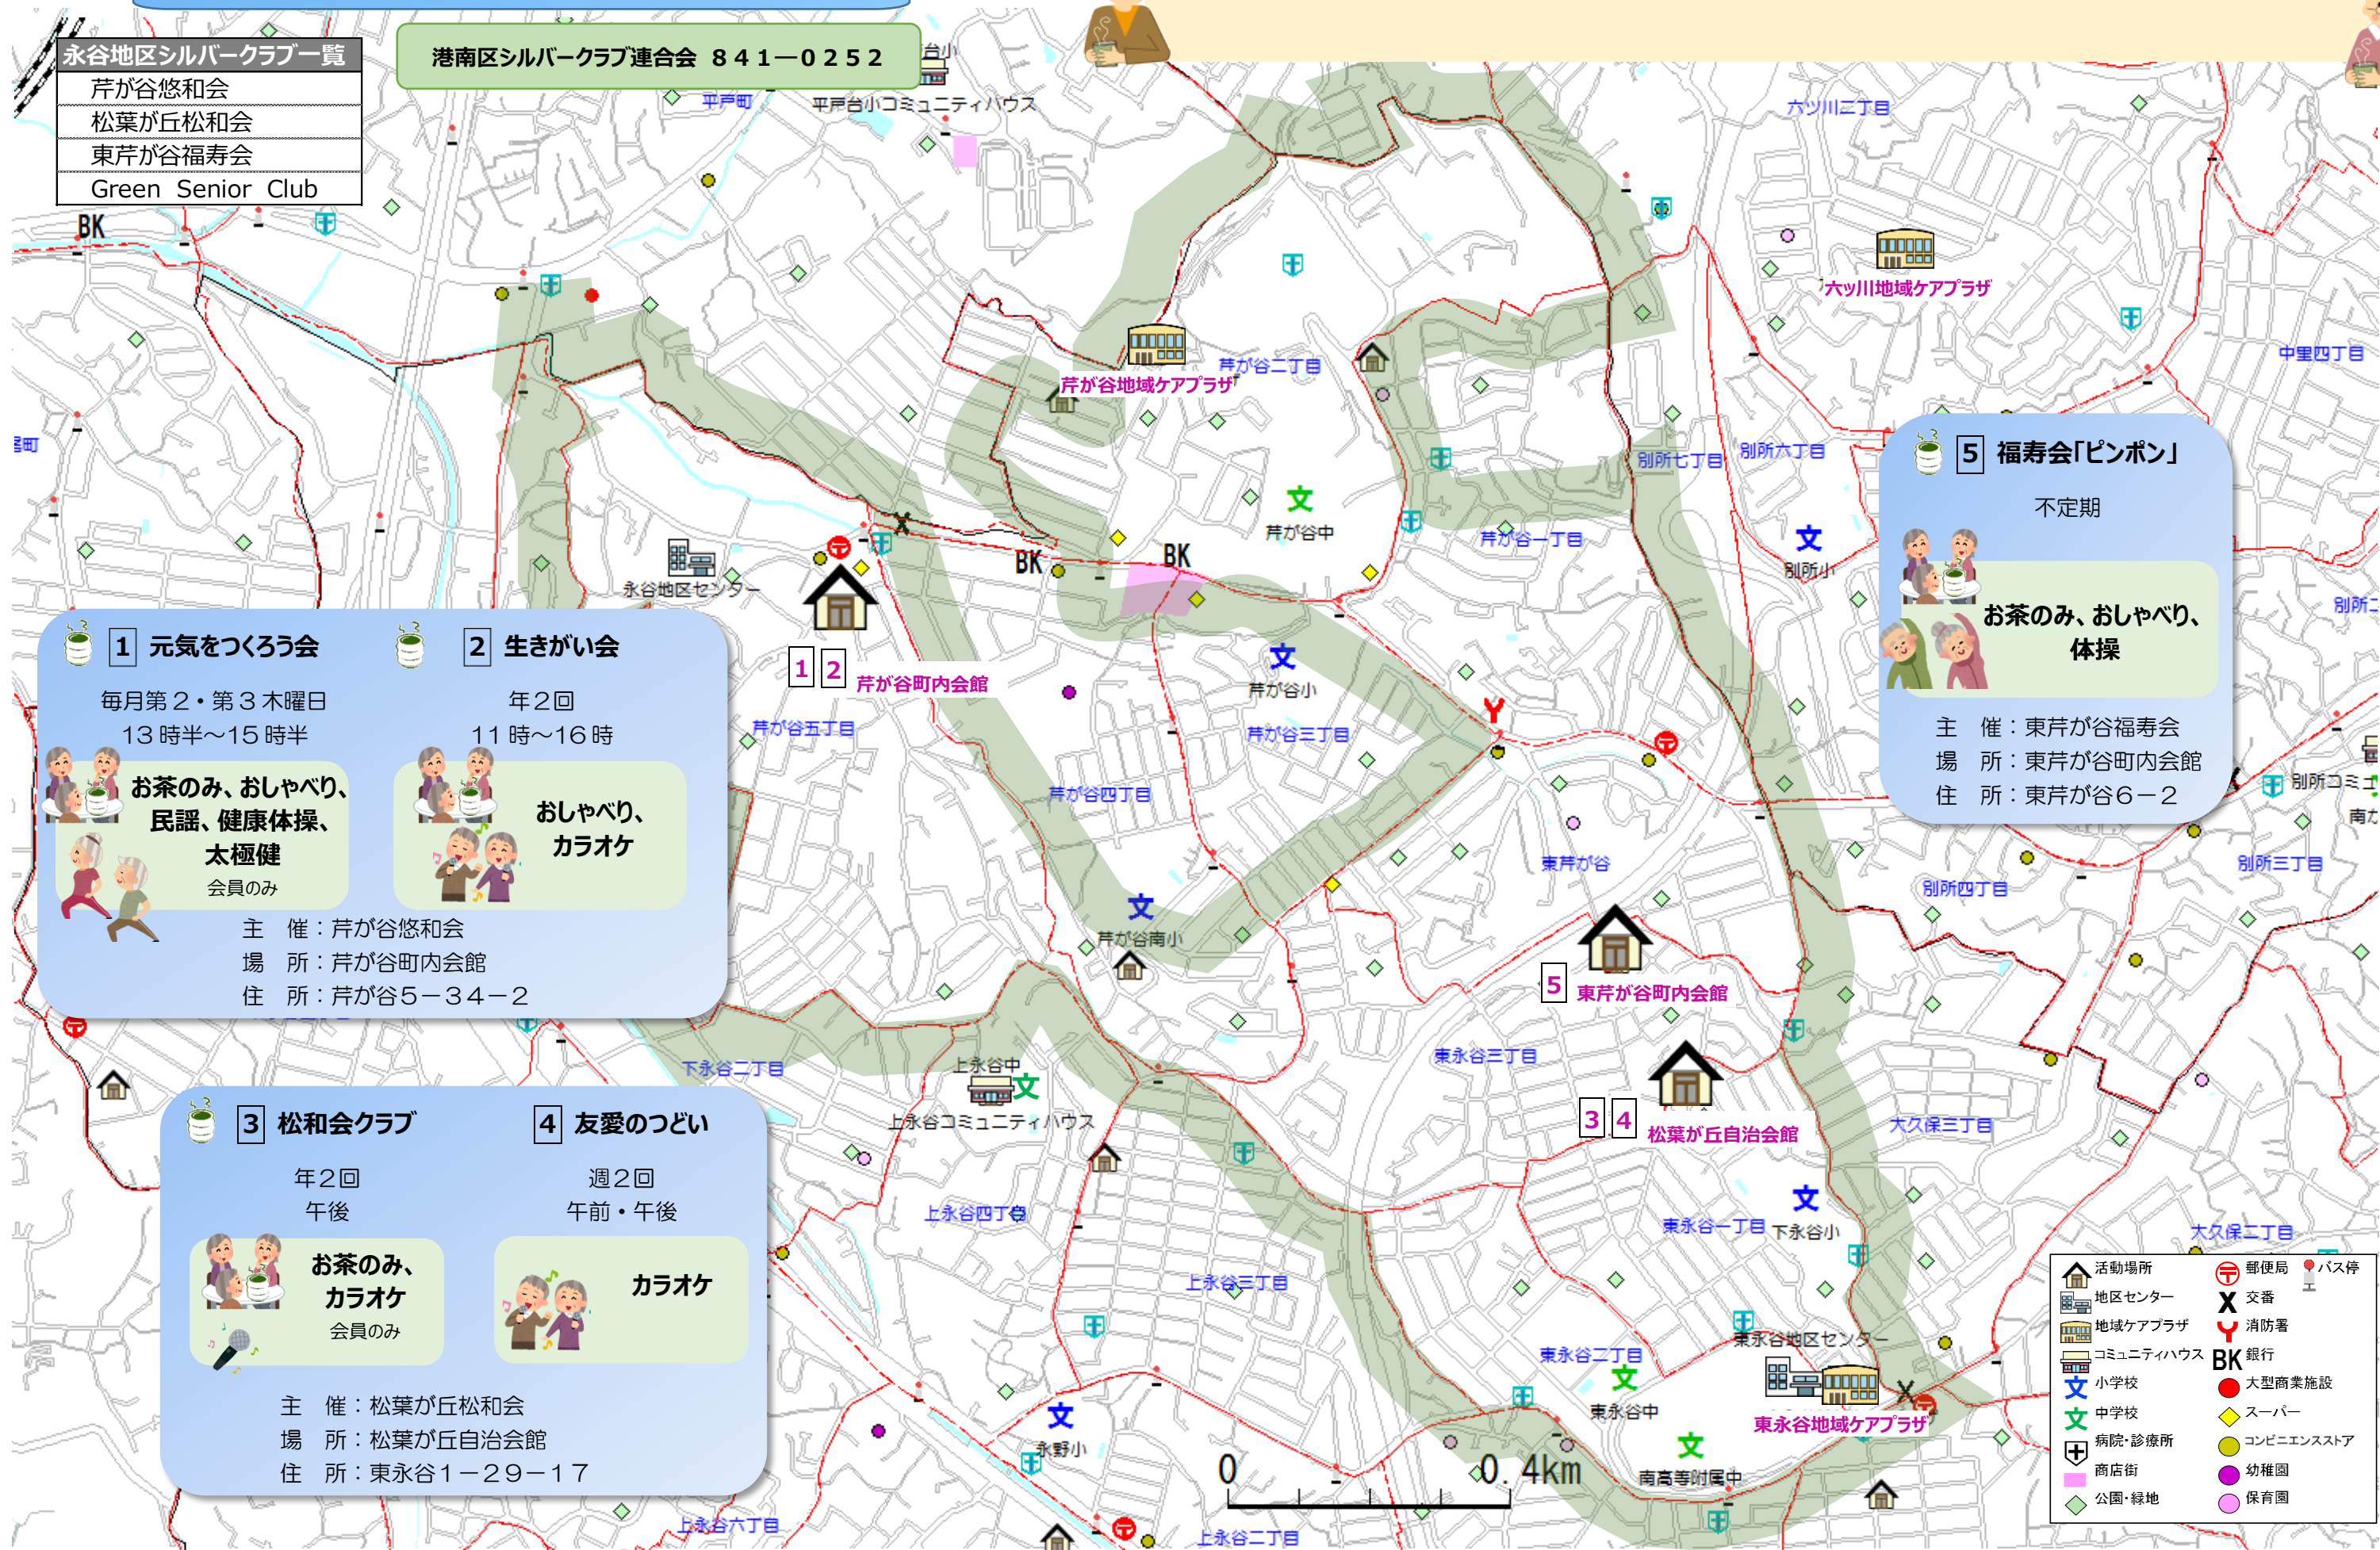 永谷地区シルバークラブ一覧
芹が谷悠和会
松葉が丘松和会
東芹が谷福寿会
Green Senior Club
港南区シルバークラブ連合会 841―0252
台小
平戸町
平戸台小コミュニティハウス
六ツ川二丁目
BK
六ッ川地域ケアプラザ
中里四丁目
芹が谷二丁目
芹が谷地域ケアプラザ
別所七丁目
別所六丁目
芹が谷中
芹が谷一丁目
別所小
BK
BK
永谷地区センター
5 福寿会「ピンポン」
不定期
お茶のみ、おしゃべり、
体操
主 催：東芹が谷福寿会
場 所：東芹が谷町内会館
住 所：東芹が谷6－2
1 元気をつくろう会
毎月第2・第3木曜日
13時半～15時半
お茶のみ、おしゃべり、
民謡、健康体操、
太極健
会員のみ
2 生きがい会
年2回
11時～16時
おしゃべり、
カラオケ
主 催：芹が谷悠和会
場 所：芹が谷町内会館
住 所：芹が谷5－34－2
1 2 芹が谷町内会館
芹が谷五丁目
芹が谷小
芹が谷三丁目
芹が谷四丁目
東芹が谷
別所コミュ
別所三丁目
別所四丁目
芹が谷南小
5 東芹が谷町内会館
東永谷三丁目
下永谷二丁目
上永谷中
上永谷コミュニティハウス
3 4 松葉が丘自治会館
大久保三丁目
3 松和会クラブ
年2回
午後
お茶のみ、
カラオケ
会員のみ
4 友愛のつどい
週2回
午前・午後
カラオケ
主 催：松葉が丘松和会
場 所：松葉が丘自治会館
住 所：東永谷1－29－17
上永谷四丁目
東永谷一丁目
下永谷小
大久保二丁目
上永谷三丁目
東永谷地区センター
東永谷二丁目
東永谷中
東永谷地域ケアプラザ
永野小
南高等附属中
0 0.4km
上永谷六丁目
上永谷二丁目
活動場所
地区センター
地域ケアプラザ
コミュニティハウス
小学校
中学校
病院・診療所
商店街
公園・緑地
郵便局
バス停
交番
消防署
BK 銀行
大型商業施設
スーパー
コンビニエンスストア
幼稚園
保育園